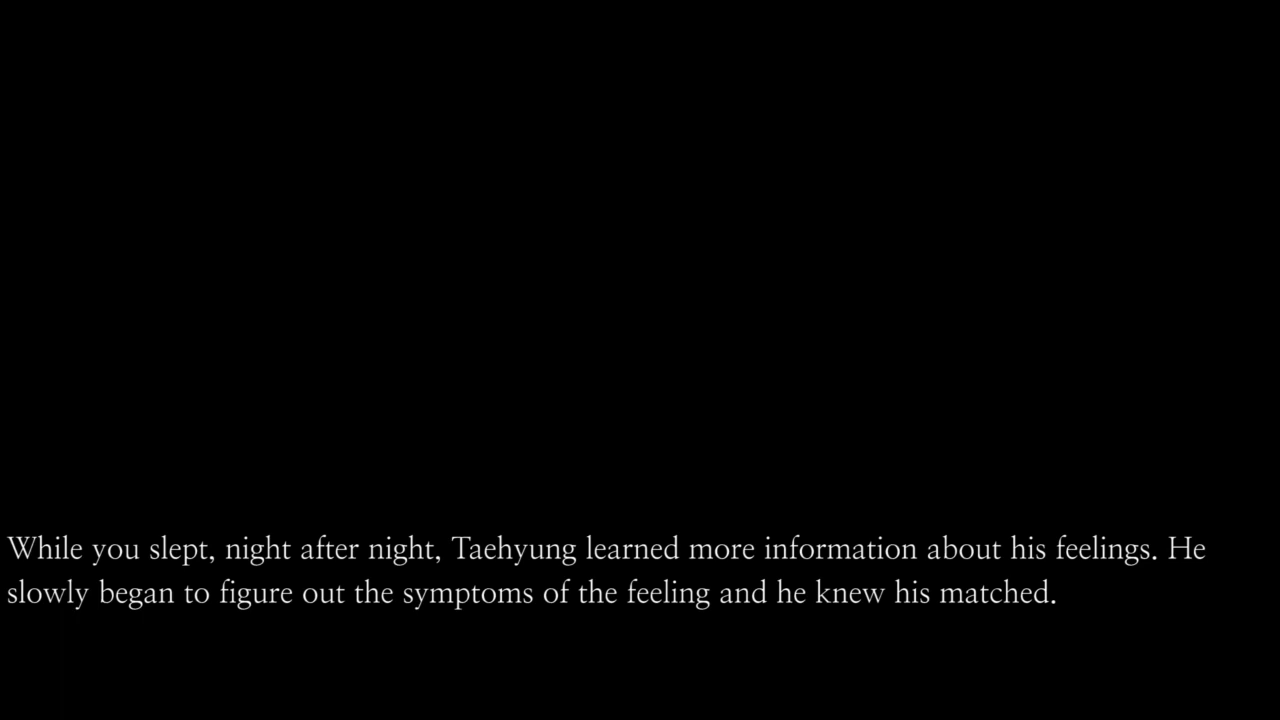 While you slept, night after night, Taehyung learned more information about his feelings. He
slowly began to figure out the symptoms of the feeling and he knew his matched.